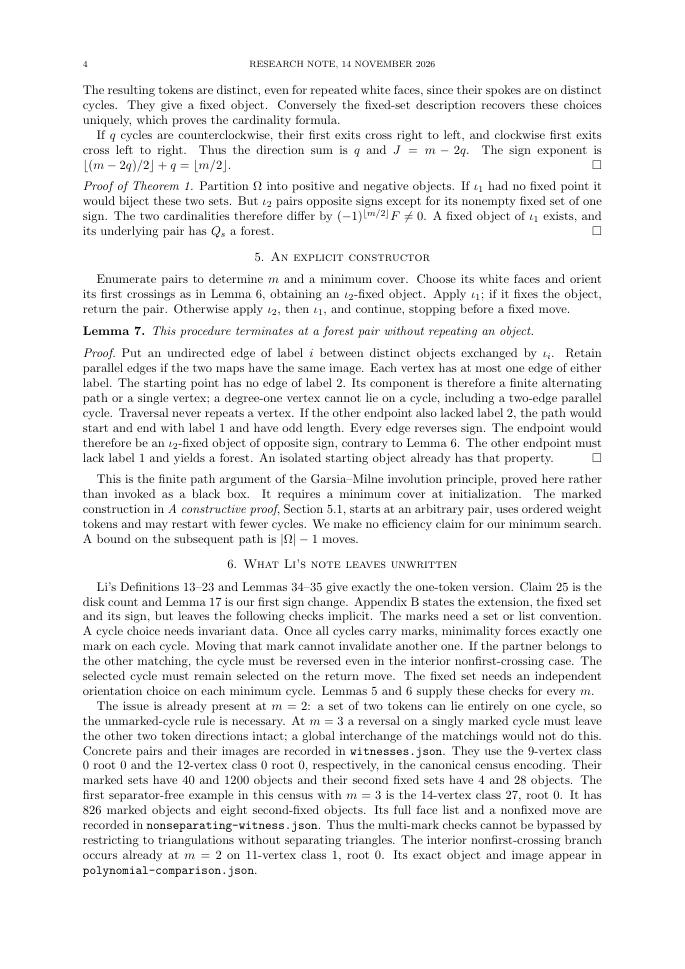 4 RESEARCH NOTE, 14 NOVEMBER 2026
The resulting tokens are distinct, even for repeated white faces, since their spokes are on distinct
cycles. They give a fixed object. Conversely the fixed-set description recovers these choices
uniquely, which proves the cardinality formula.
If q cycles are counterclockwise, their first exits cross right to left, and clockwise first exits
cross left to right. Thus the direction sum is q and J = m − 2q. The sign exponent is
⌊(m − 2q)/2⌋ + q = ⌊m/2⌋. □
Proof of Theorem 1. Partition Ω into positive and negative objects. If ι₁ had no fixed point it
would biject these two sets. But ι₂ pairs opposite signs except for its nonempty fixed set of one
sign. The two cardinalities therefore differ by (−1)^⌊m/2⌋F ≠ 0. A fixed object of ι₁ exists, and
its underlying pair has Qₛ a forest. □
5. An explicit constructor
Enumerate pairs to determine m and a minimum cover. Choose its white faces and orient
its first crossings as in Lemma 6, obtaining an ι₂-fixed object. Apply ι₁; if it fixes the object,
return the pair. Otherwise apply ι₂, then ι₁, and continue, stopping before a fixed move.
Lemma 7. This procedure terminates at a forest pair without repeating an object.
Proof. Put an undirected edge of label i between distinct objects exchanged by ιᵢ. Retain
parallel edges if the two maps have the same image. Each vertex has at most one edge of either
label. The starting point has no edge of label 2. Its component is therefore a finite alternating
path or a single vertex; a degree-one vertex cannot lie on a cycle, including a two-edge parallel
cycle. Traversal never repeats a vertex. If the other endpoint also lacked label 2, the path would
start and end with label 1 and have odd length. Every edge reverses sign. The endpoint would
therefore be an ι₂-fixed object of opposite sign, contrary to Lemma 6. The other endpoint must
lack label 1 and yields a forest. An isolated starting object already has that property. □
This is the finite path argument of the Garsia–Milne involution principle, proved here rather
than invoked as a black box. It requires a minimum cover at initialization. The marked
construction in A constructive proof, Section 5.1, starts at an arbitrary pair, uses ordered weight
tokens and may restart with fewer cycles. We make no efficiency claim for our minimum search.
A bound on the subsequent path is |Ω| − 1 moves.
6. What Li's note leaves unwritten
Li's Definitions 13–23 and Lemmas 34–35 give exactly the one-token version. Claim 25 is the
disk count and Lemma 17 is our first sign change. Appendix B states the extension, the fixed set
and its sign, but leaves the following checks implicit. The marks need a set or list convention.
A cycle choice needs invariant data. Once all cycles carry marks, minimality forces exactly one
mark on each cycle. Moving that mark cannot invalidate another one. If the partner belongs to
the other matching, the cycle must be reversed even in the interior nonfirst-crossing case. The
selected cycle must remain selected on the return move. The fixed set needs an independent
orientation choice on each minimum cycle. Lemmas 5 and 6 supply these checks for every m.
The issue is already present at m = 2: a set of two tokens can lie entirely on one cycle, so
the unmarked-cycle rule is necessary. At m = 3 a reversal on a singly marked cycle must leave
the other two token directions intact; a global interchange of the matchings would not do this.
Concrete pairs and their images are recorded in witnesses.json. They use the 9-vertex class
0 root 0 and the 12-vertex class 0 root 0, respectively, in the canonical census encoding. Their
marked sets have 40 and 1200 objects and their second fixed sets have 4 and 28 objects. The
first separator-free example in this census with m = 3 is the 14-vertex class 27, root 0. It has
826 marked objects and eight second-fixed objects. Its full face list and a nonfixed move are
recorded in nonseparating-witness.json. Thus the multi-mark checks cannot be bypassed by
restricting to triangulations without separating triangles. The interior nonfirst-crossing branch
occurs already at m = 2 on 11-vertex class 1, root 0. Its exact object and image appear in
polynomial-comparison.json.